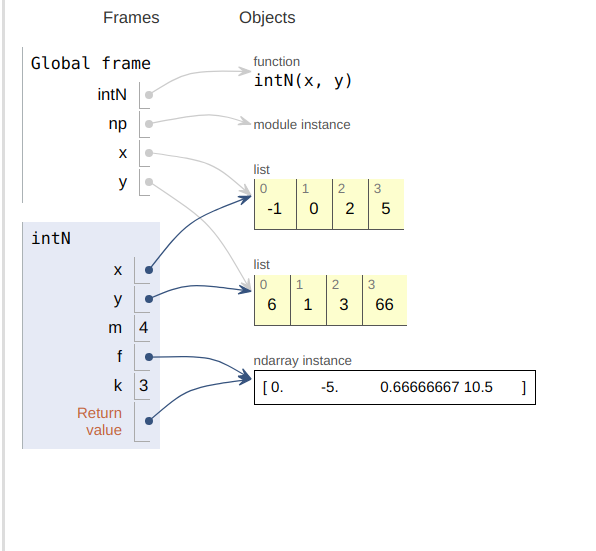 Frames Objects
Global frame
function
intN(x, y)
intN
np
module instance
x
y
list
0 1 2 3
-1 0 2 5
intN
x
y
m 4
f
k 3
Return
value
list
0 1 2 3
6 1 3 66
ndarray instance
[ 0. -5. 0.66666667 10.5 ]